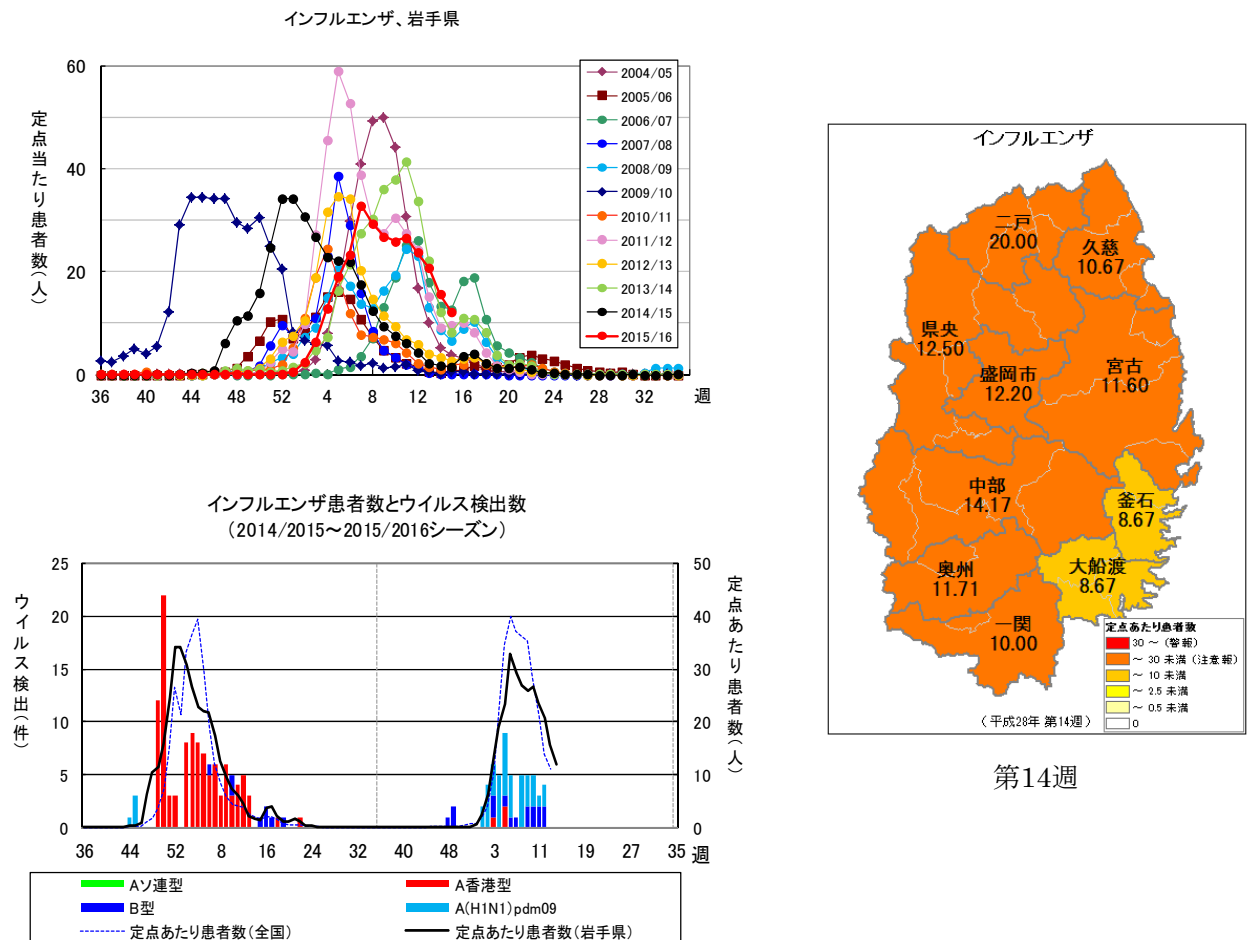 インフルエンザ、岩手県
定点当たり患者数(人)
60
40
20
0
36 40 44 48 52 4 8 12 16 20 24 28 32 週
2004/05
2005/06
2006/07
2007/08
2008/09
2009/10
2010/11
2011/12
2012/13
2013/14
2014/15
2015/16
インフルエンザ患者数とウイルス検出数
(2014/2015~2015/2016シーズン)
ウイルス検出(件)
25
20
15
10
5
0
50
40
30
20
10
0
定点あたり患者数(人)
36 44 52 8 16 24 32 40 48 3 11 19 27 35 週
Aソ連型
A香港型
B型
A(H1N1)pdm09
定点あたり患者数(全国)
定点あたり患者数(岩手県)
インフルエンザ
二戸
20.00
久慈
10.67
県央
12.50
盛岡市
12.20
宮古
11.60
中部
14.17
釜石
8.67
奥州
11.71
大船渡
8.67
一関
10.00
定点あたり患者数
30 ~ (警報)
~ 30 未満 (注意報)
~ 10 未満
~ 2.5 未満
~ 0.5 未満
0
(平成28年 第14週)
第14週